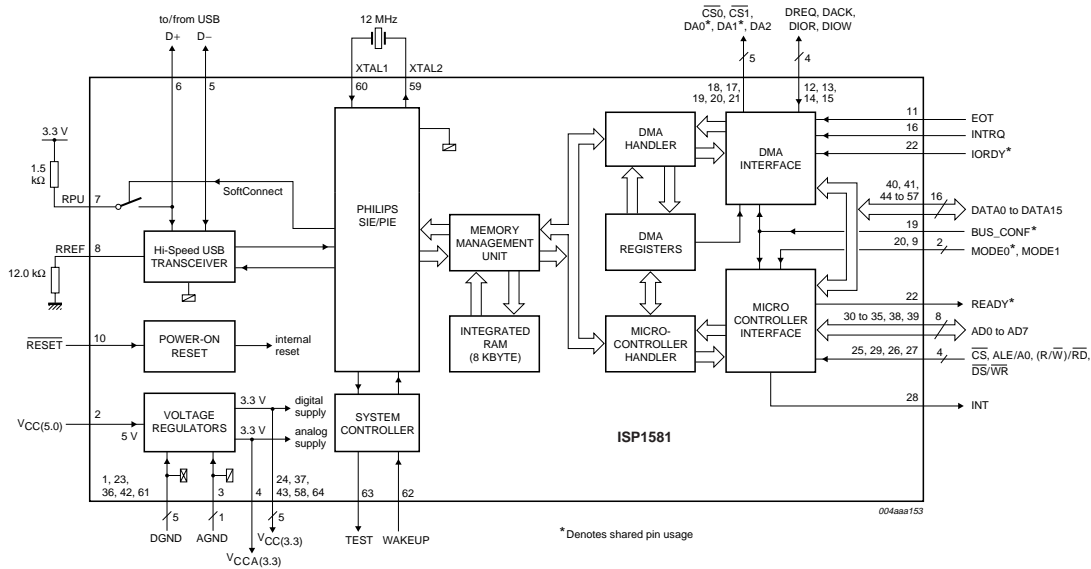 to/from USB
D+ D−
12 MHz
XTAL1 XTAL2
60 59
6 5
CS0, CS1,
DA0*, DA1*, DA2
DREQ, DACK,
DIOR, DIOW
5 4
18, 17,
19, 20, 21
12, 13,
14, 15
3.3 V
1.5
kΩ
RPU 7
SoftConnect
RREF 8
12.0 kΩ
Hi-Speed USB
TRANSCEIVER
PHILIPS
SIE/PIE
MEMORY
MANAGEMENT
UNIT
INTEGRATED
RAM
(8 KBYTE)
DMA
HANDLER
DMA
REGISTERS
MICRO-
CONTROLLER
HANDLER
DMA
INTERFACE
MICRO
CONTROLLER
INTERFACE
11 EOT
16 INTRQ
22 IORDY*
40, 41,
44 to 57 16 DATA0 to DATA15
19 BUS_CONF*
20, 9 2 MODE0*, MODE1
22 READY*
30 to 35, 38, 39 8 AD0 to AD7
25, 29, 26, 27 4 CS, ALE/A0, (R/W)/RD,
DS/WR
28 INT
RESET 10
POWER-ON
RESET
internal
reset
VCC(5.0) 2
5 V
VOLTAGE
REGULATORS
3.3 V digital
supply
3.3 V analog
supply
SYSTEM
CONTROLLER
ISP1581
1, 23,
36, 42, 61
3 4
24, 37,
43, 58, 64
63 62
5 1 5
DGND AGND
VCC(3.3)
VCCA(3.3)
TEST WAKEUP
*Denotes shared pin usage
004aaa153